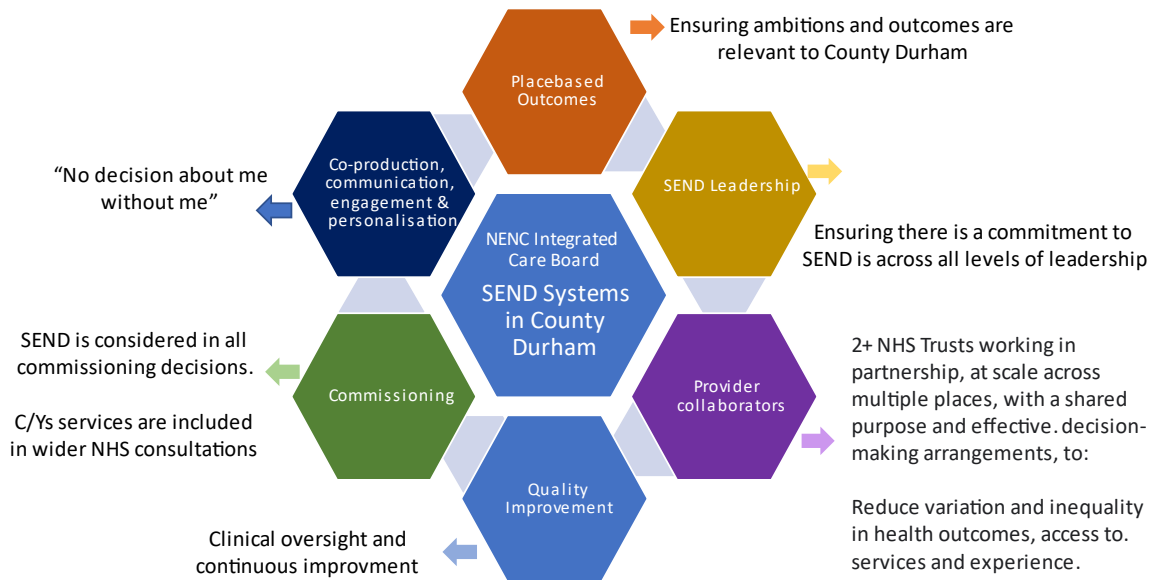 Ensuring ambitions and outcomes are
relevant to County Durham
Placebased
Outcomes
Co-production,
communication,
engagement &
personalisation
“No decision about me
without me”
SEND Leadership
Ensuring there is a commitment to
SEND is across all levels of leadership
NENC Integrated
Care Board
SEND Systems
in County
Durham
SEND is considered in all
commissioning decisions.
C/Ys services are included
in wider NHS consultations
Commissioning
Provider
collaborators
2+ NHS Trusts working in
partnership, at scale across
multiple places, with a shared
purpose and effective. decision-
making arrangements, to:
Reduce variation and inequality
in health outcomes, access to.
services and experience.
Quality
Improvement
Clinical oversight and
continuous improvment